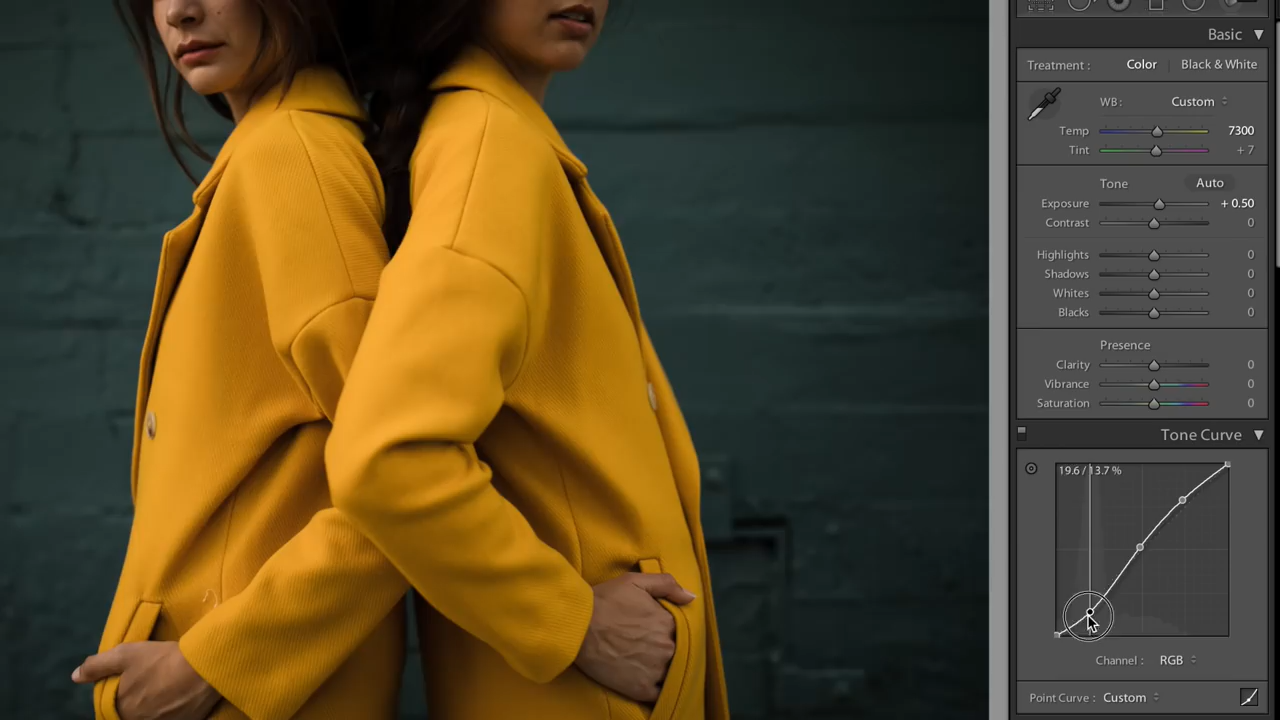 Basic ▼
Treatment : Color | Black & White
WB : Custom
Temp 7300
Tint + 7
Tone Auto
Exposure + 0.50
Contrast 0
Highlights 0
Shadows 0
Whites 0
Blacks 0
Presence
Clarity 0
Vibrance 0
Saturation 0
Tone Curve ▼
19.6 / 13.7 %
Channel : RGB
Point Curve : Custom